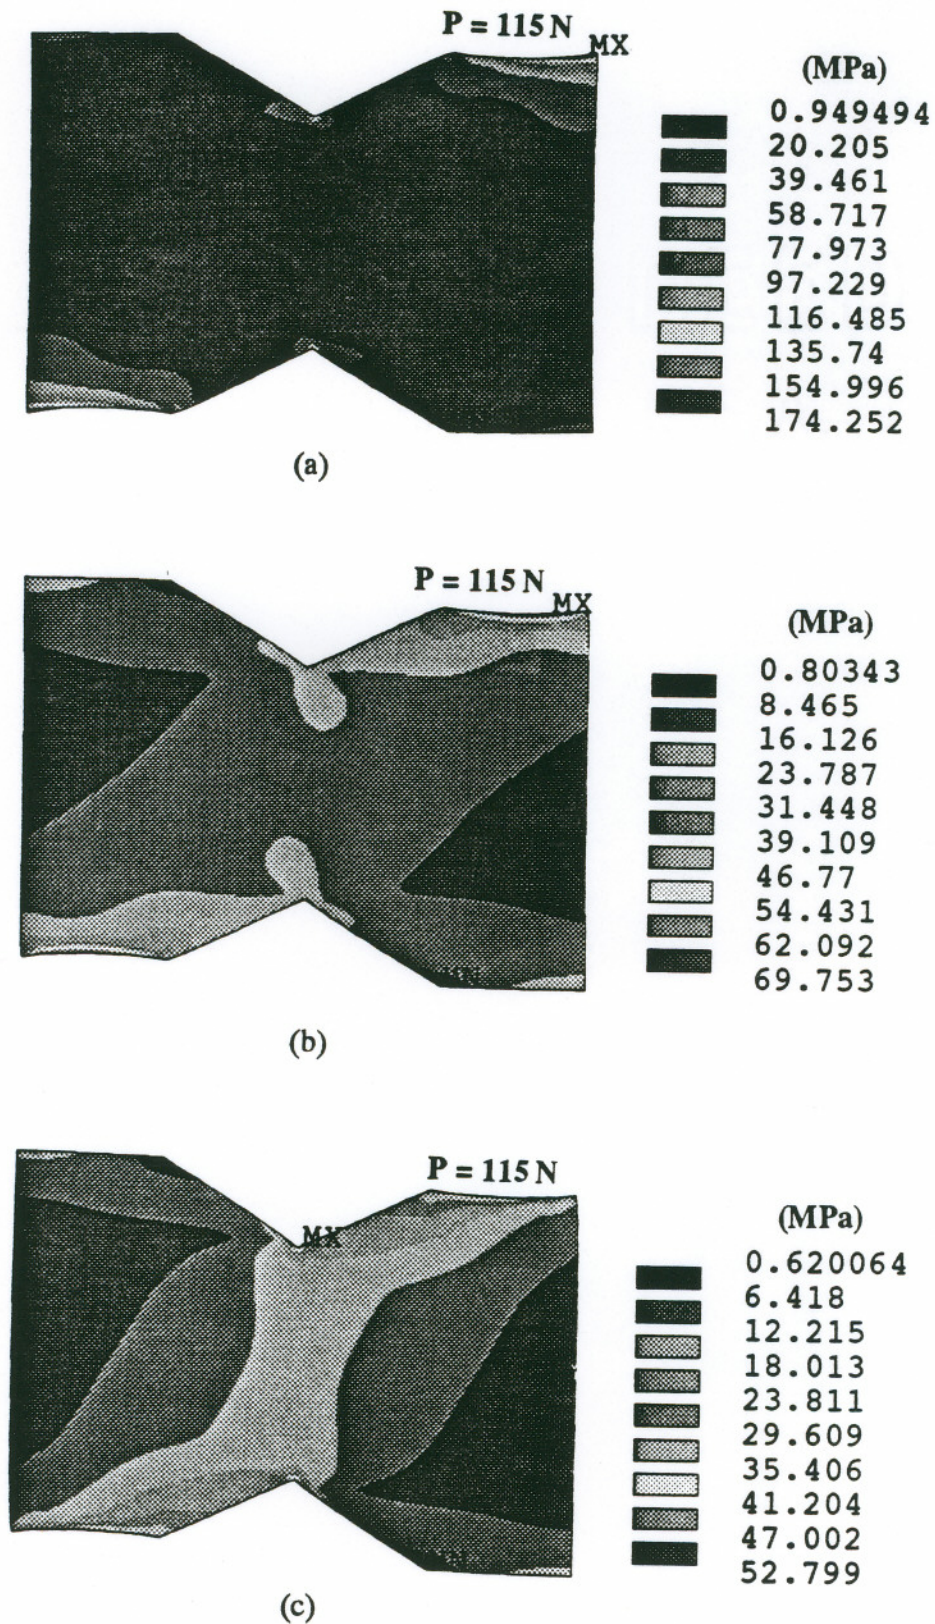 P = 115 N
MX
(MPa)
0.949494
20.205
39.461
58.717
77.973
97.229
116.485
135.74
154.996
174.252
(a)
P = 115 N
MX
(MPa)
0.80343
8.465
16.126
23.787
31.448
39.109
46.77
54.431
62.092
69.753
(b)
P = 115 N
MX
(MPa)
0.620064
6.418
12.215
18.013
23.811
29.609
35.406
41.204
47.002
52.799
(c)